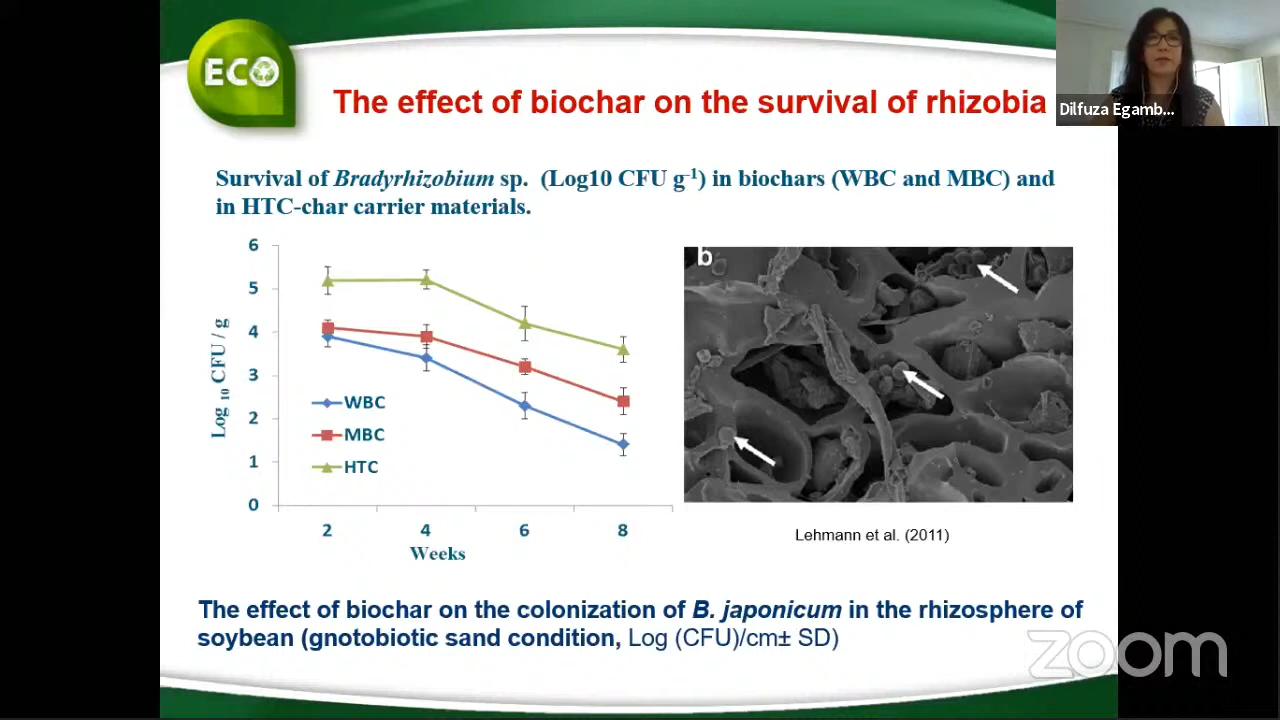 ECO
The effect of biochar on the survival of rhizobia
Dilfuza Egamb...
Survival of Bradyrhizobium sp. (Log10 CFU g-1) in biochars (WBC and MBC) and
in HTC-char carrier materials.
6
5
4
3
2
1
0
Log 10 CFU / g
WBC
MBC
HTC
2 4 6 8
Weeks
b
Lehmann et al. (2011)
The effect of biochar on the colonization of B. japonicum in the rhizosphere of
soybean (gnotobiotic sand condition, Log (CFU)/cm± SD)
zoom